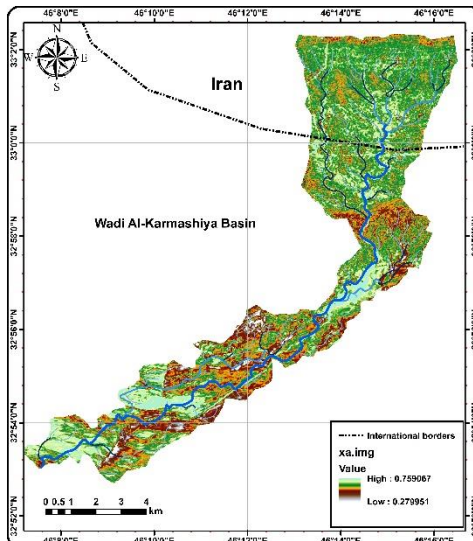 46°8'0"E 46°10'0"E 46°12'0"E 46°14'0"E 46°16'0"E
N
W E
S
Iran
Wadi Al-Karmashiya Basin
33°2'0"N
33°0'0"N
32°58'0"N
32°56'0"N
32°54'0"N
32°52'0"N
International borders
xa.img
Value
High : 0.759067
Low : 0.279951
0 0.5 1 2 3 4
km